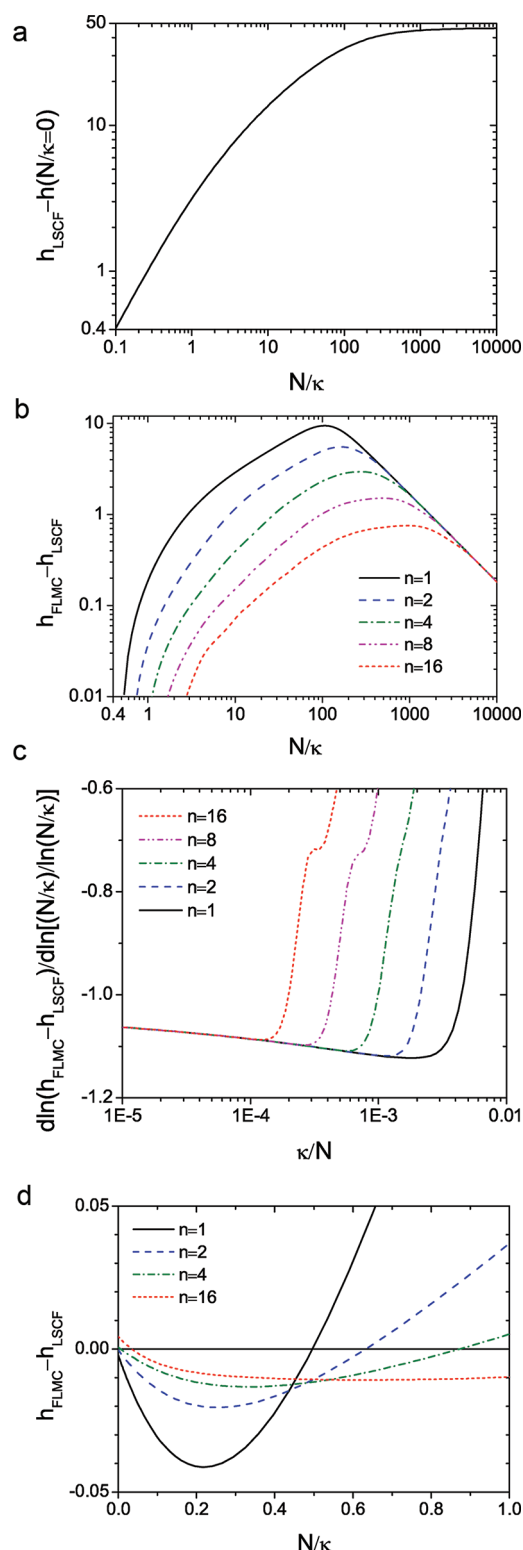 a
50
10
1
0.4
h_LSCF−h(N/κ=0)
0.1 1 10 100 1000 10000
N/κ
b
10
1
0.1
0.01
h_FLMC−h_LSCF
n=1
n=2
n=4
n=8
n=16
0.4 1 10 100 1000 10000
N/κ
c
-0.6
-0.8
-1.0
-1.2
dln(h_FLMC−h_LSCF)/dln[(N/κ)/ln(N/κ)]
n=16
n=8
n=4
n=2
n=1
1E-5 1E-4 1E-3 0.01
κ/N
d
0.05
0.00
-0.05
h_FLMC−h_LSCF
n=1
n=2
n=4
n=16
0.0 0.2 0.4 0.6 0.8 1.0
N/κ